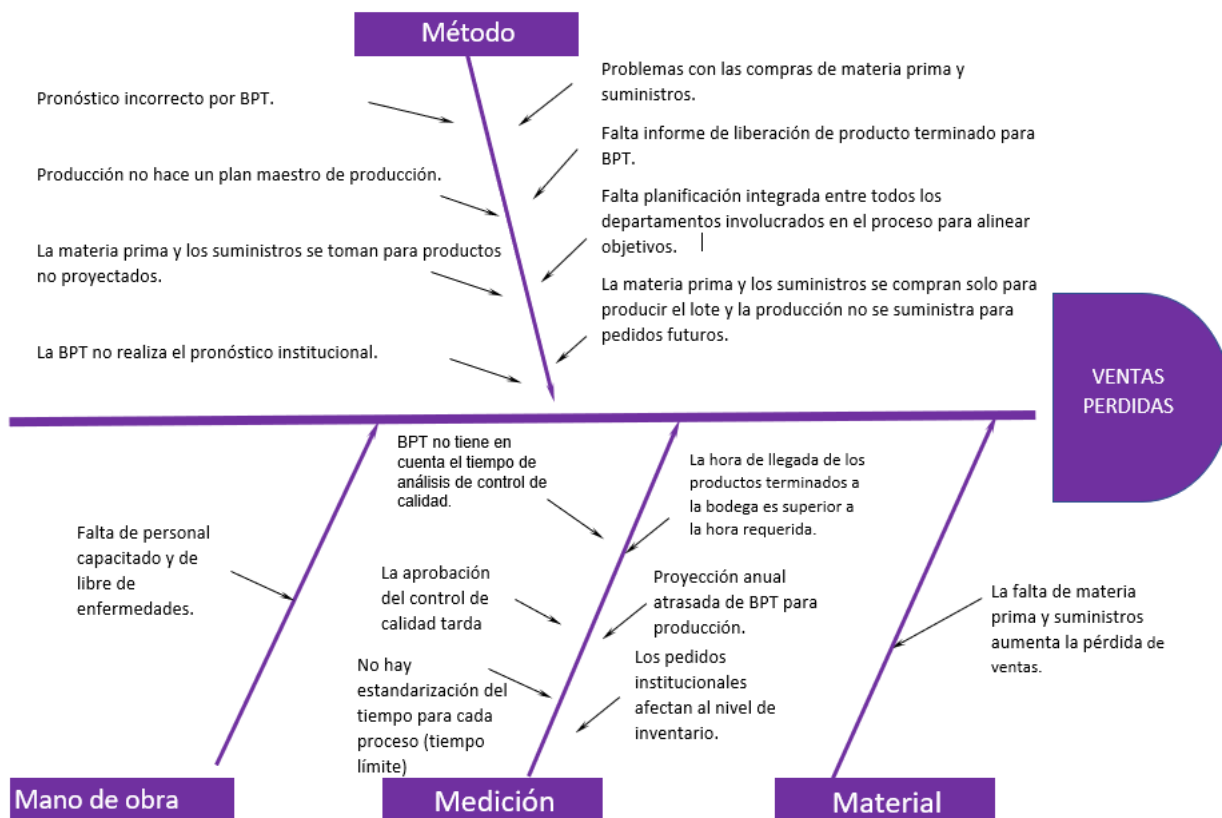 Método
Pronóstico incorrecto por BPT.
Producción no hace un plan maestro de producción.
La materia prima y los suministros se toman para productos
no proyectados.
La BPT no realiza el pronóstico institucional.
Problemas con las compras de materia prima y
suministros.
Falta informe de liberación de producto terminado para
BPT.
Falta planificación integrada entre todos los
departamentos involucrados en el proceso para alinear
objetivos.
La materia prima y los suministros se compran solo para
producir el lote y la producción no se suministra para
pedidos futuros.
VENTAS
PERDIDAS
Falta de personal
capacitado y de
libre de
enfermedades.
Mano de obra
BPT no tiene en
cuenta el tiempo de
análisis de control de
calidad.
La aprobación
del control de
calidad tarda
No hay
estandarización del
tiempo para cada
proceso (tiempo
límite)
La hora de llegada de los
productos terminados a
la bodega es superior a
la hora requerida.
Proyección anual
atrasada de BPT para
producción.
Los pedidos
institucionales
afectan al nivel de
inventario.
Medición
La falta de materia
prima y suministros
aumenta la pérdida de
ventas.
Material